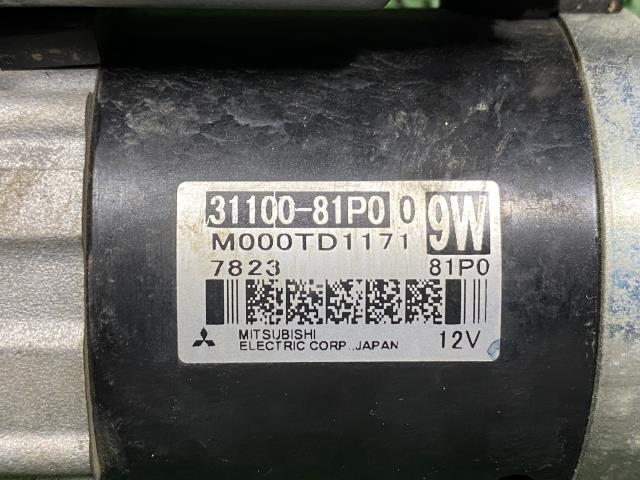 31100-81P0 0 9W
M000TD1171
7823 81P0
MITSUBISHI
ELECTRIC CORP., JAPAN 12V